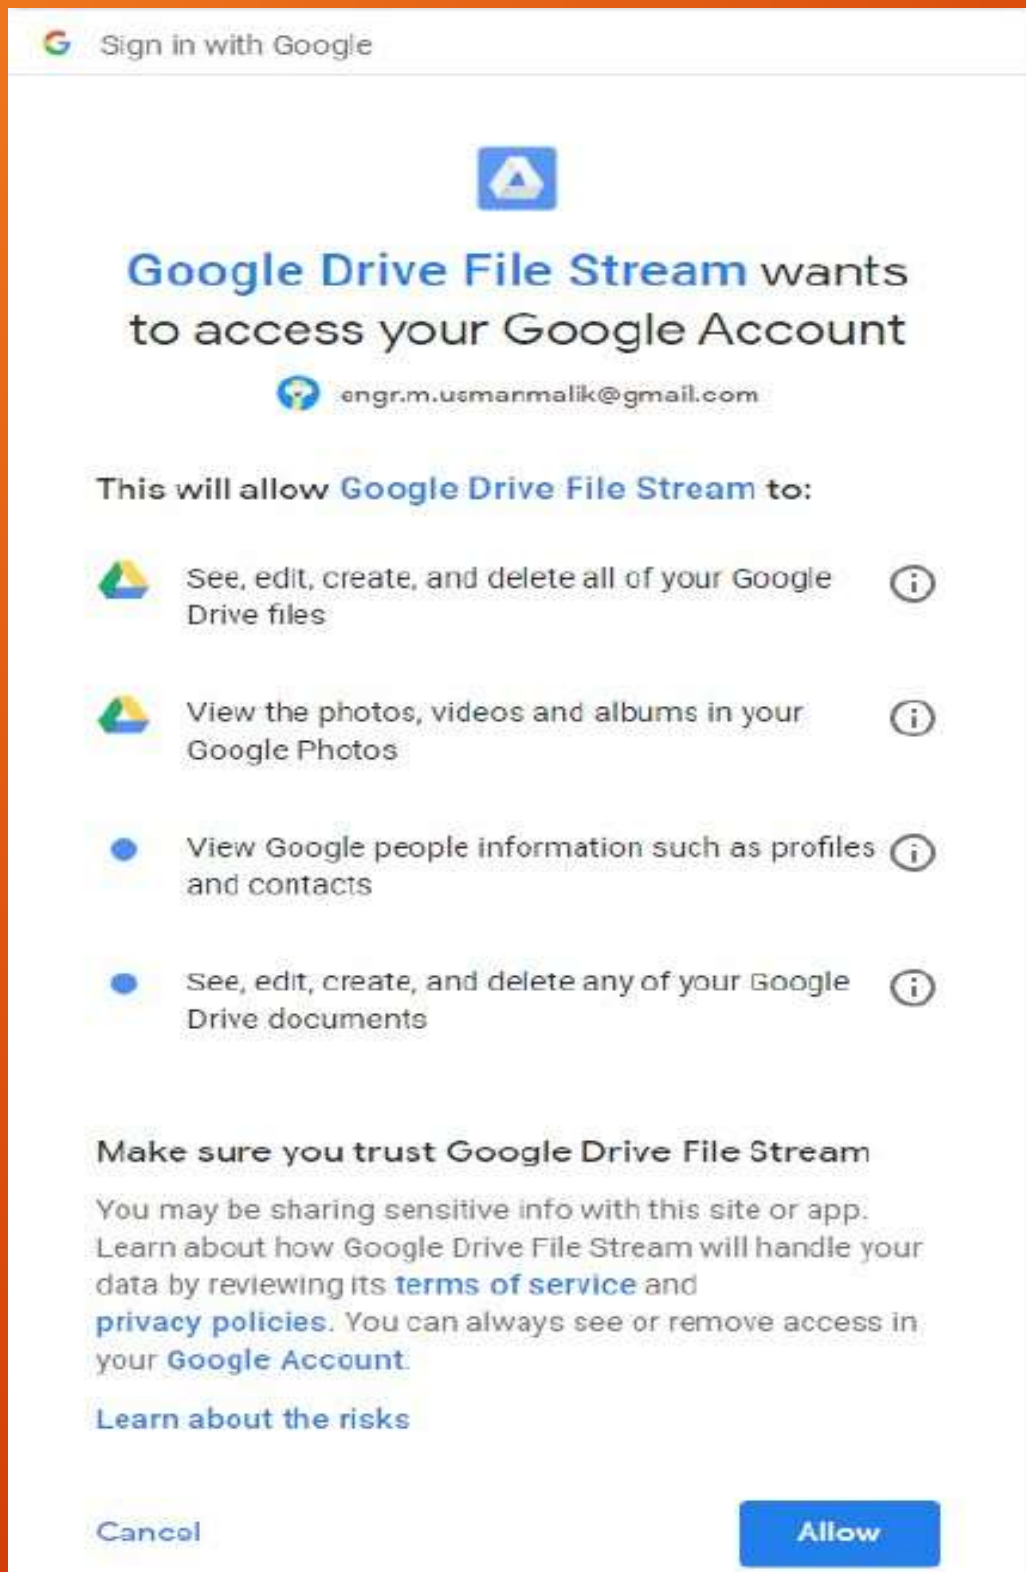 Sign in with Google
Google Drive File Stream wants
to access your Google Account
engr.m.usmanmalik@gmail.com
This will allow Google Drive File Stream to:
See, edit, create, and delete all of your Google
Drive files
View the photos, videos and albums in your
Google Photos
View Google people information such as profiles
and contacts
See, edit, create, and delete any of your Google
Drive documents
Make sure you trust Google Drive File Stream
You may be sharing sensitive info with this site or app.
Learn about how Google Drive File Stream will handle your
data by reviewing its terms of service and
privacy policies. You can always see or remove access in
your Google Account.
Learn about the risks
Cancel
Allow